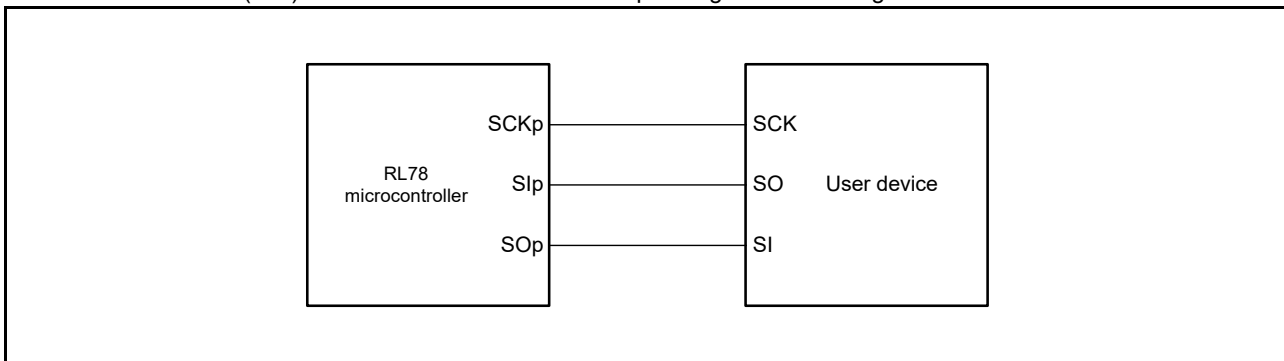 SCKp SCK
RL78
microcontroller
SIp SO User device
SOp SI